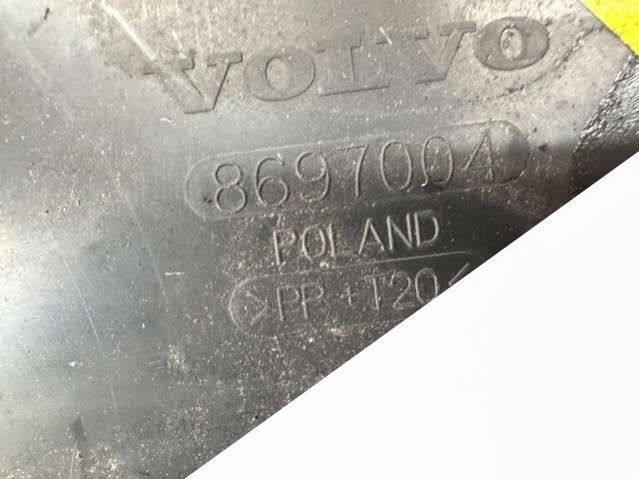 VOLVO
8697004
POLAND
>PP+T20<